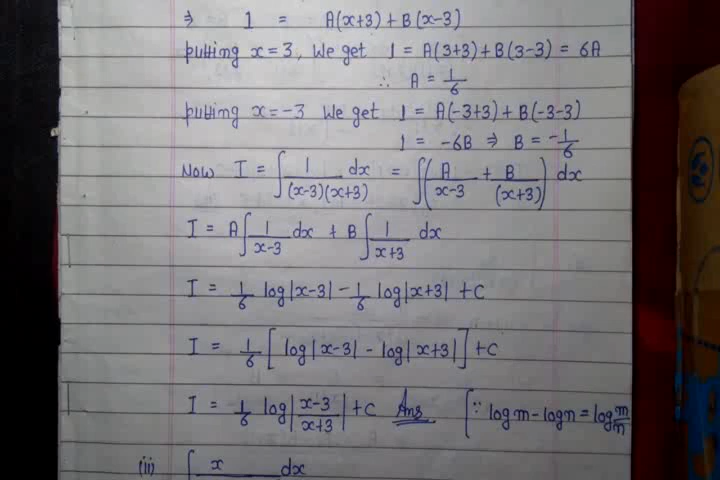 ⇒ 1 = A(x+3) + B(x-3)
putting x = 3, We get 1 = A(3+3) + B(3-3) = 6A
∴ A = 1/6
putting x = -3 We get 1 = A(-3+3) + B(-3-3)
1 = -6B ⇒ B = -1/6
Now I = ∫ 1/((x-3)(x+3)) dx = ∫(A/(x-3) + B/(x+3)) dx
I = A∫ 1/(x-3) dx + B∫ 1/(x+3) dx
I = 1/6 log|x-3| - 1/6 log|x+3| + C
I = 1/6 [log|x-3| - log|x+3|] + C
I = 1/6 log|(x-3)/(x+3)| + C Ans [∵ log m - log n = log m/n
(ii) ∫ x dx